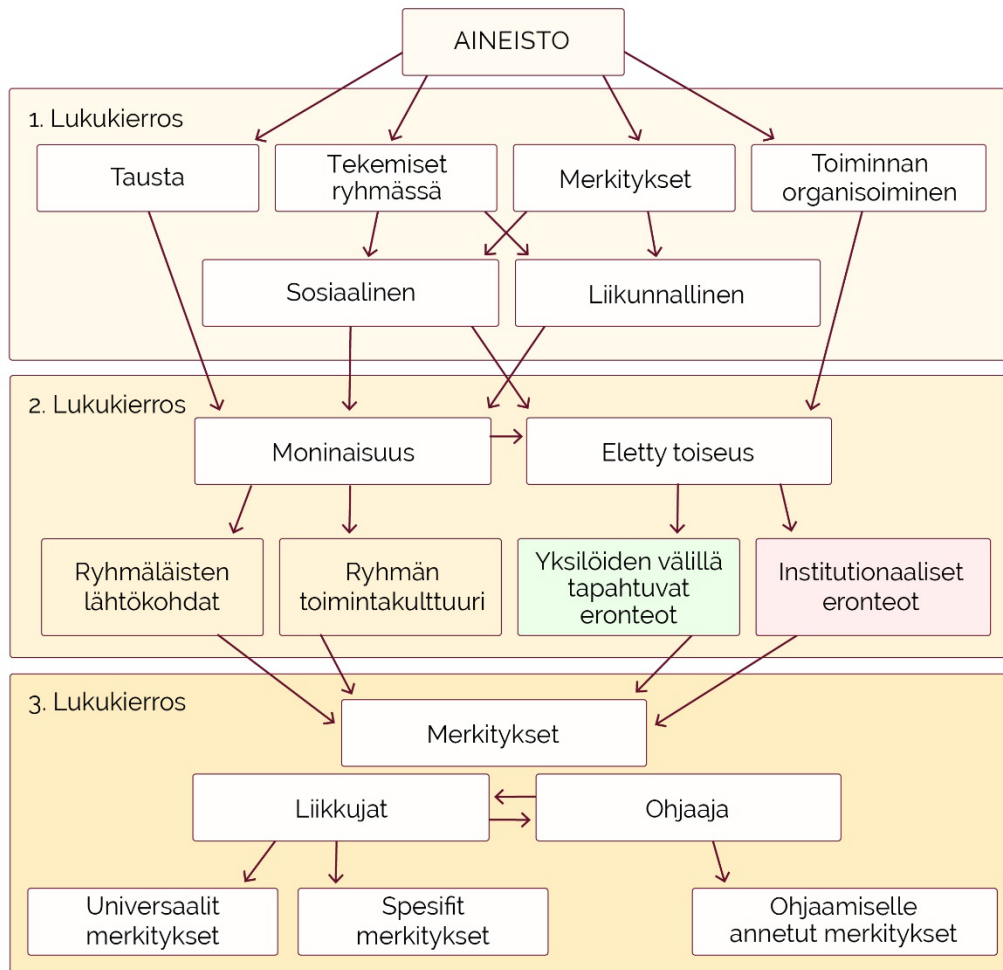 AINEISTO
1. Lukukierros
Tausta
Tekemiset
ryhmässä
Merkitykset
Toiminnan
organisoiminen
Sosiaalinen
Liikunnallinen
2. Lukukierros
Moninaisuus
Eletty toiseus
Ryhmäläisten
lähtökohdat
Ryhmän
toimintakulttuuri
Yksilöiden välillä
tapahtuvat
eronteot
Institutionaaliset
eronteot
3. Lukukierros
Merkitykset
Liikkujat
Ohjaaja
Universaalit
merkitykset
Spesifit
merkitykset
Ohjaamiselle
annetut merkitykset